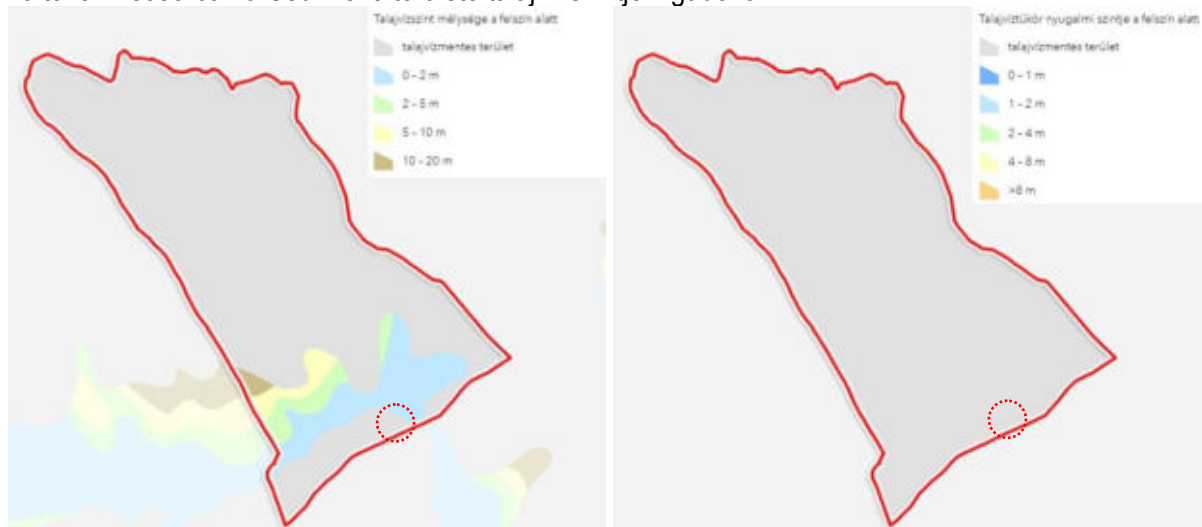 Talajvízszint mélysége a felszín alatt
talajvízmentes terület
0 - 2 m
2 - 5 m
5 - 10 m
10 - 20 m
Talajvíztükör nyugalmi szintje a felszín alatt
talajvízmentes terület
0 - 1 m
1 - 2 m
2 - 4 m
4 - 8 m
>8 m